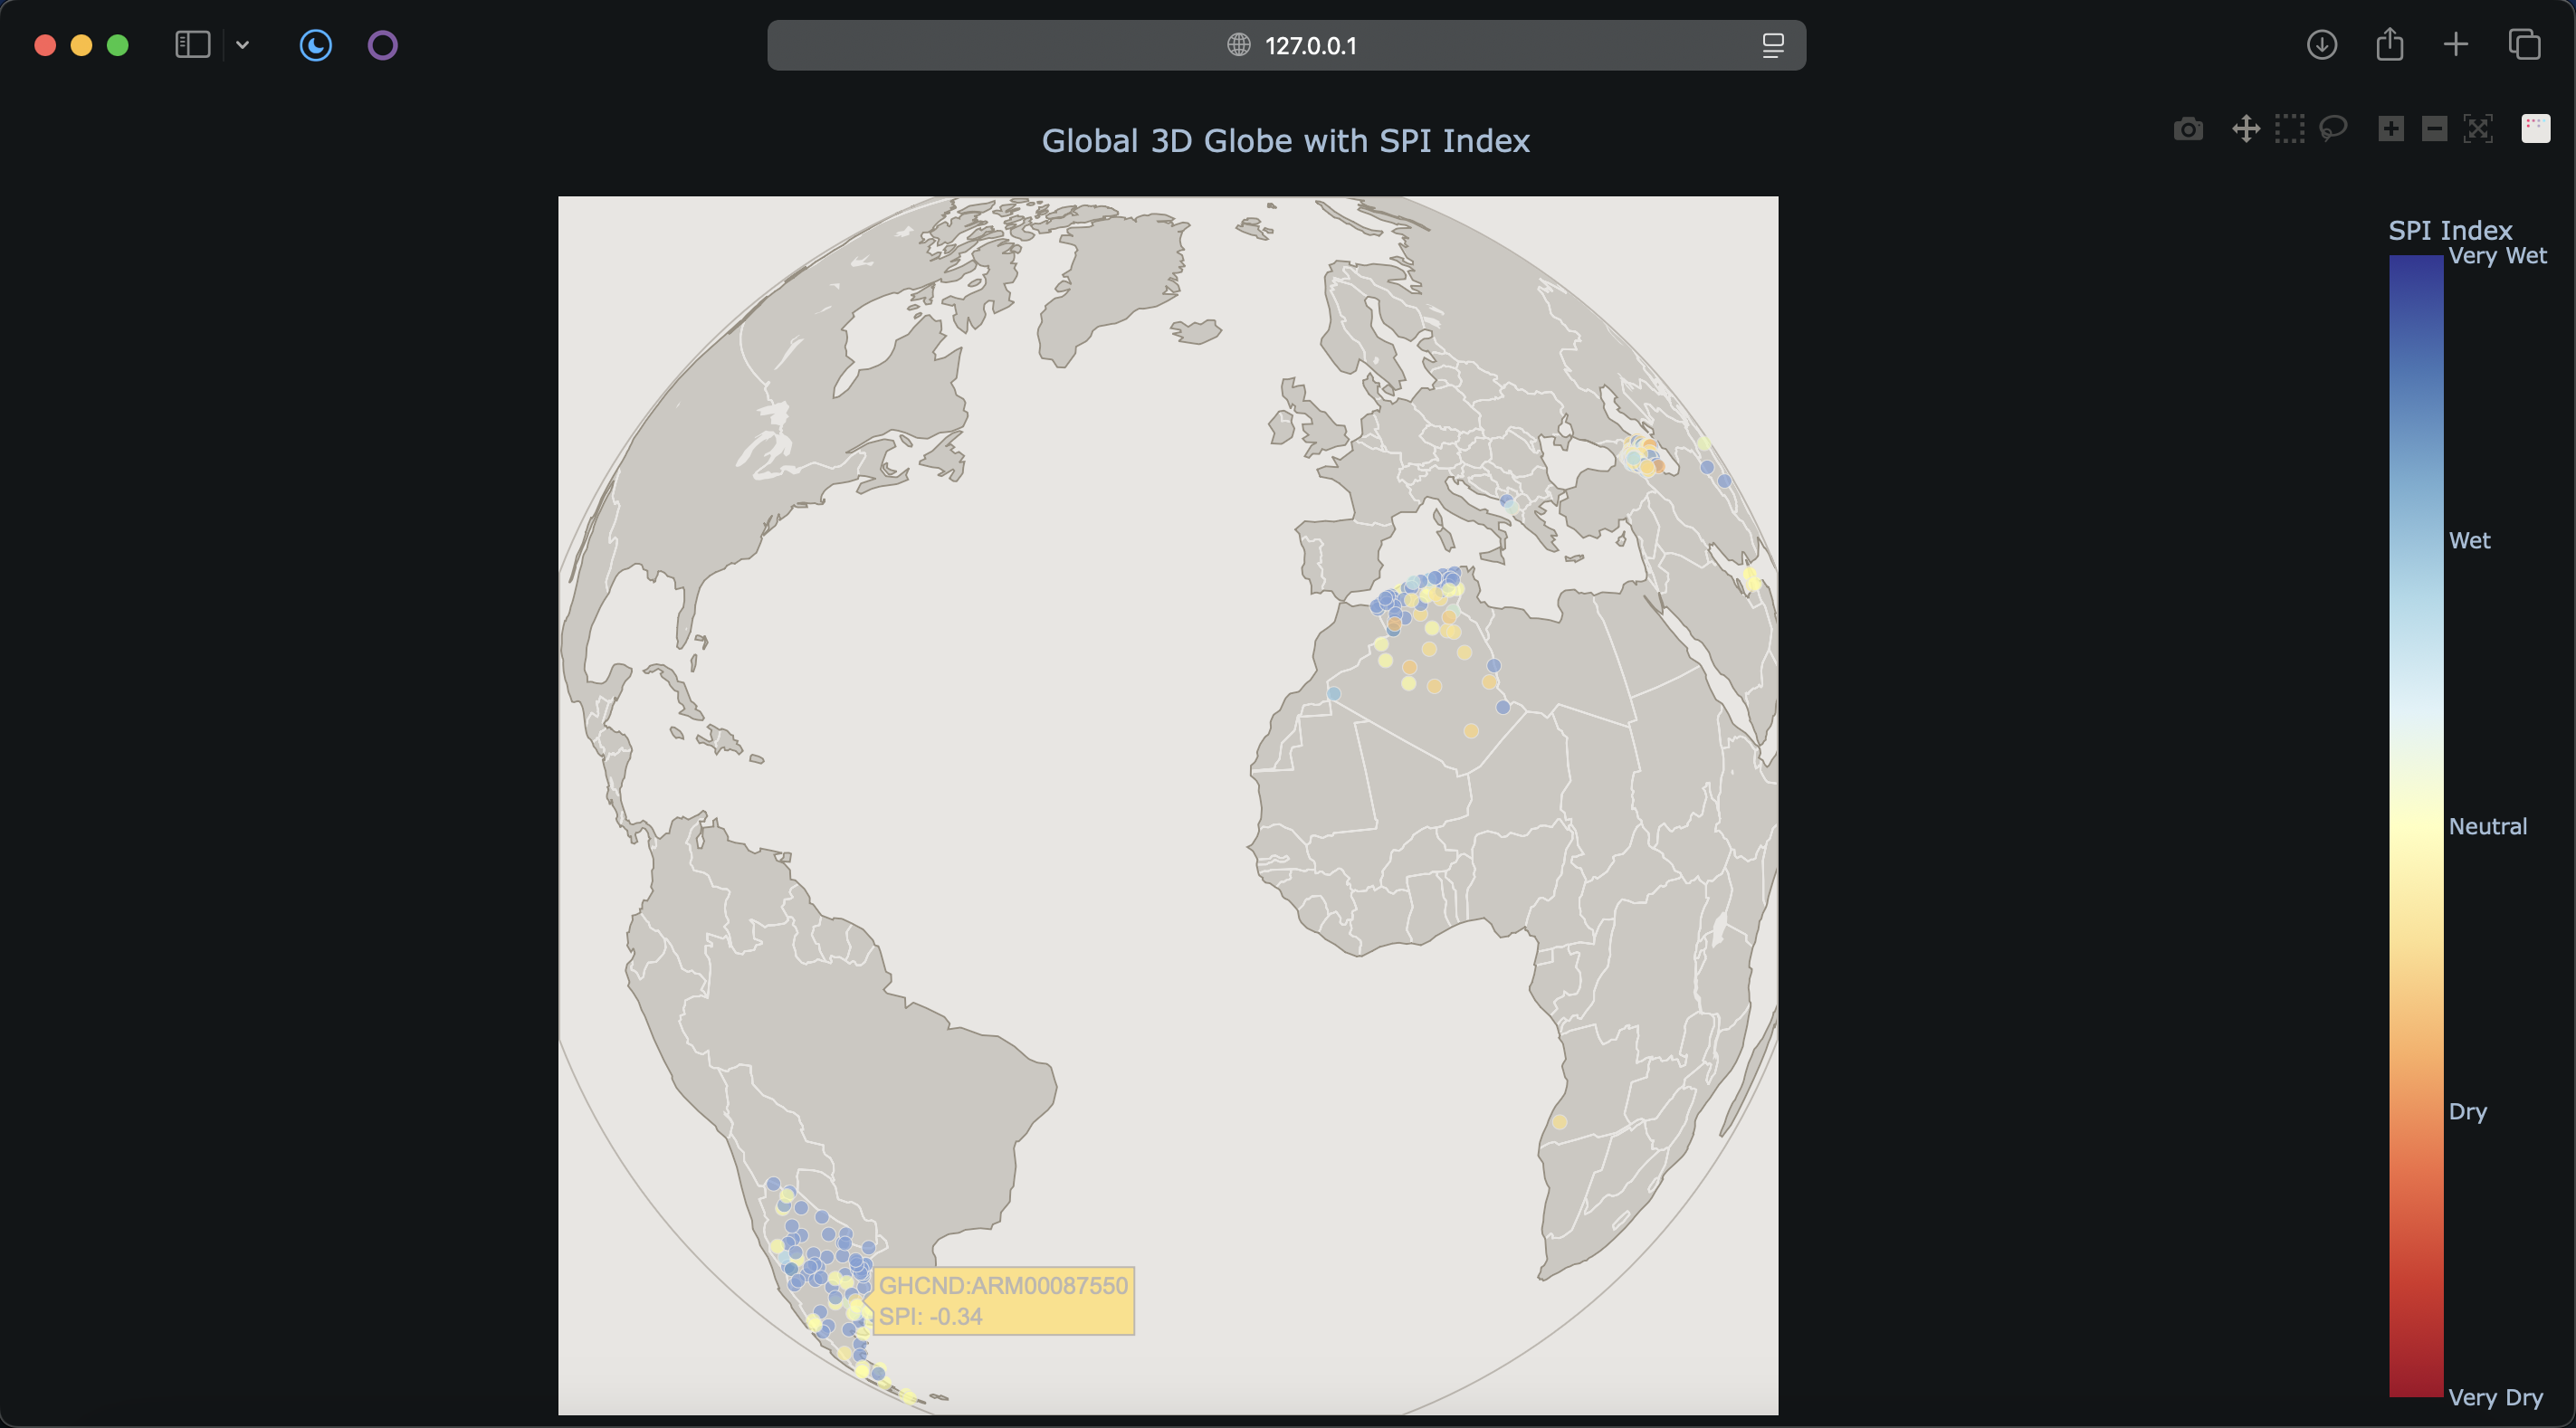 127.0.0.1
Global 3D Globe with SPI Index
SPI Index
Very Wet
Wet
Neutral
Dry
Very Dry
GHCND:ARM00087550
SPI: -0.34